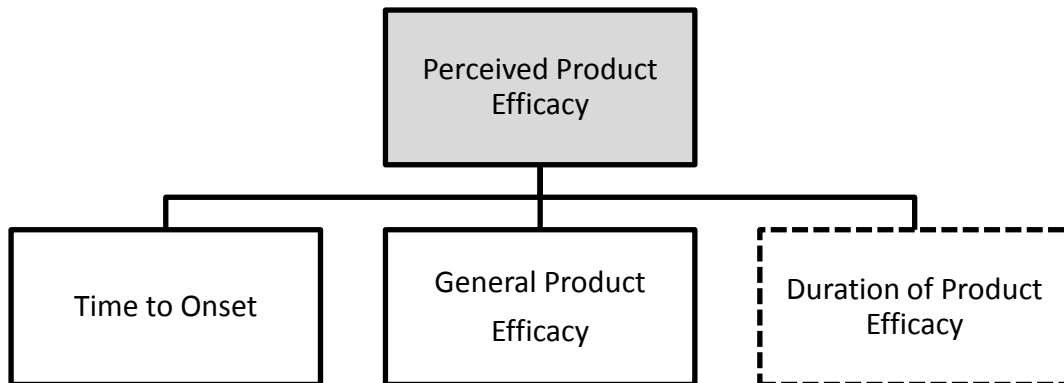 Perceived Product
Efficacy
Time to Onset
General Product
Efficacy
Duration of Product
Efficacy